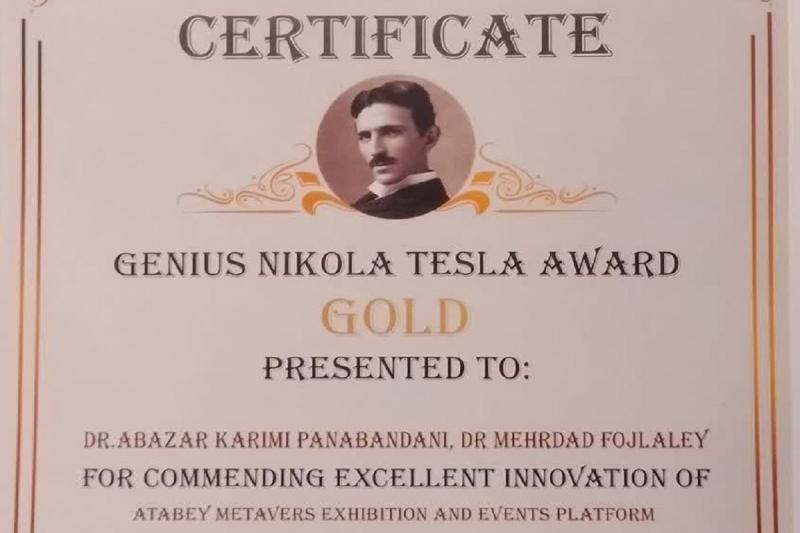 CERTIFICATE
GENIUS NIKOLA TESLA AWARD
GOLD
PRESENTED TO:
DR.ABAZAR KARIMI PANABANDANI, DR MEHRDAD FOJLALEY
FOR COMMENDING EXCELLENT INNOVATION OF
ATABEY METAVERS EXHIBITION AND EVENTS PLATFORM